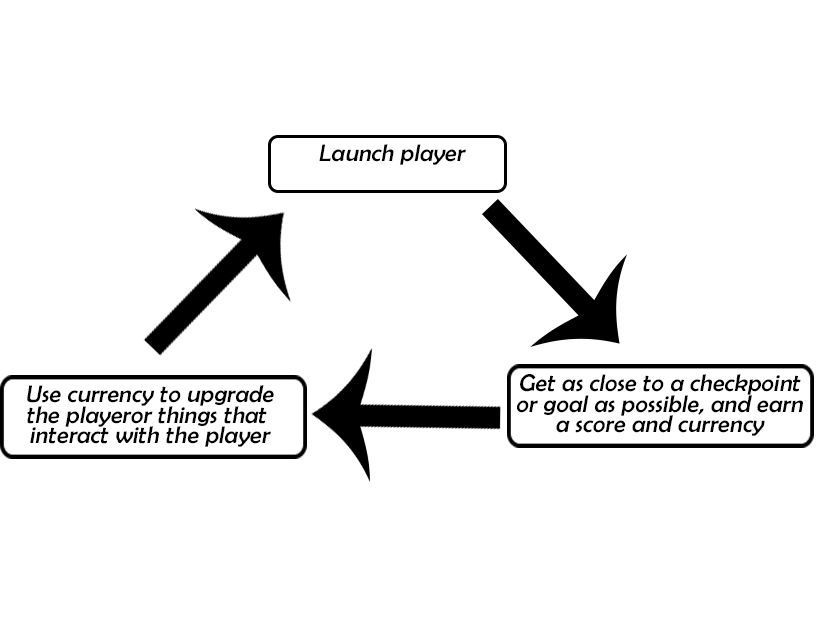 Launch player
Get as close to a checkpoint
or goal as possible, and earn
a score and currency
Use currency to upgrade
the playeror things that
interact with the player